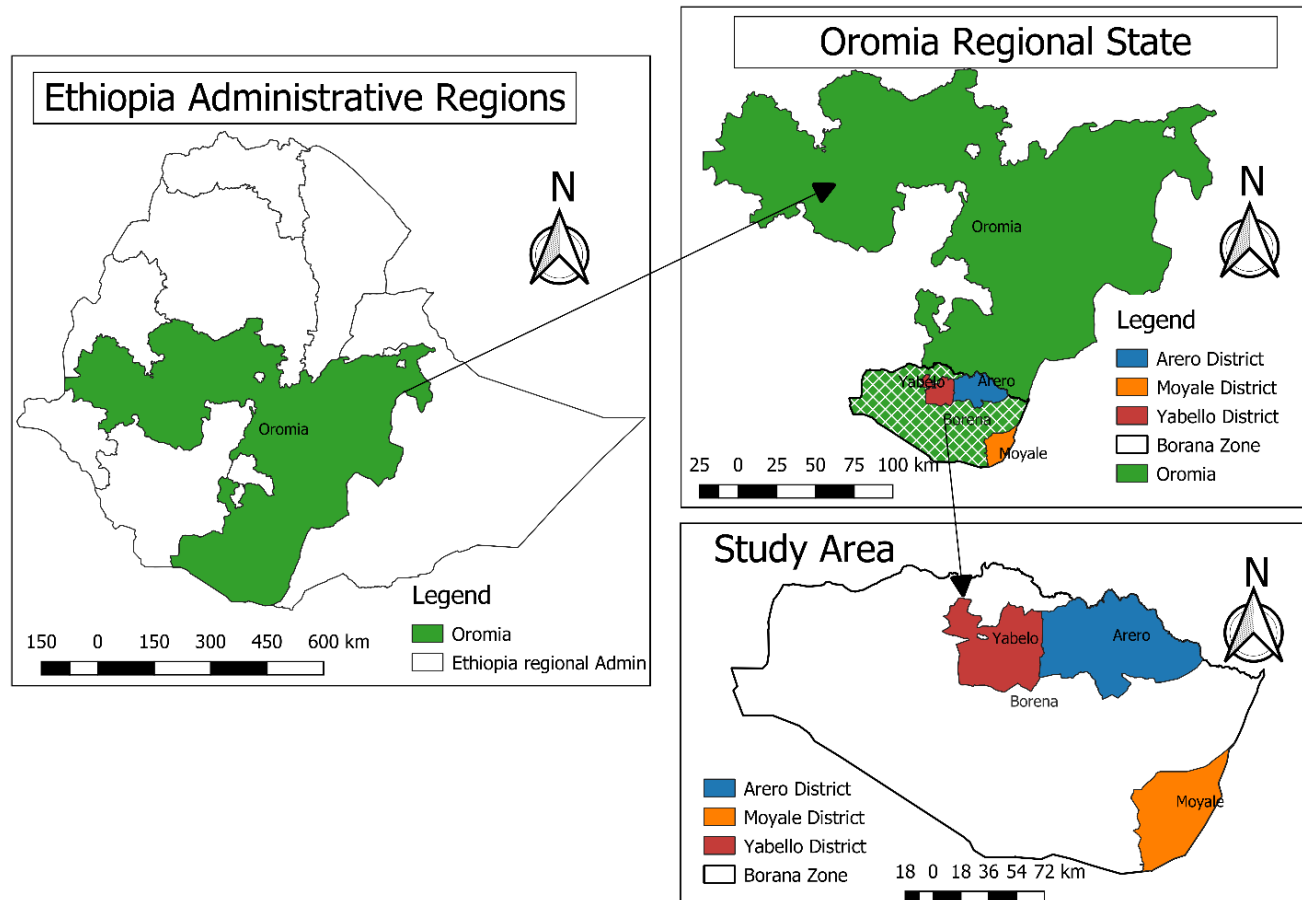 Ethiopia Administrative Regions
N
Oromia
Legend
Oromia
Ethiopia regional Admin
150 0 150 300 450 600 km
Oromia Regional State
N
Oromia
Legend
Arero District
Moyale District
Yabello District
Borana Zone
Oromia
Yabelo
Arero
Borena
Moyale
25 0 25 50 75 100 km
Study Area
N
Yabelo
Arero
Borena
Moyale
Arero District
Moyale District
Yabello District
Borana Zone
18 0 18 36 54 72 km